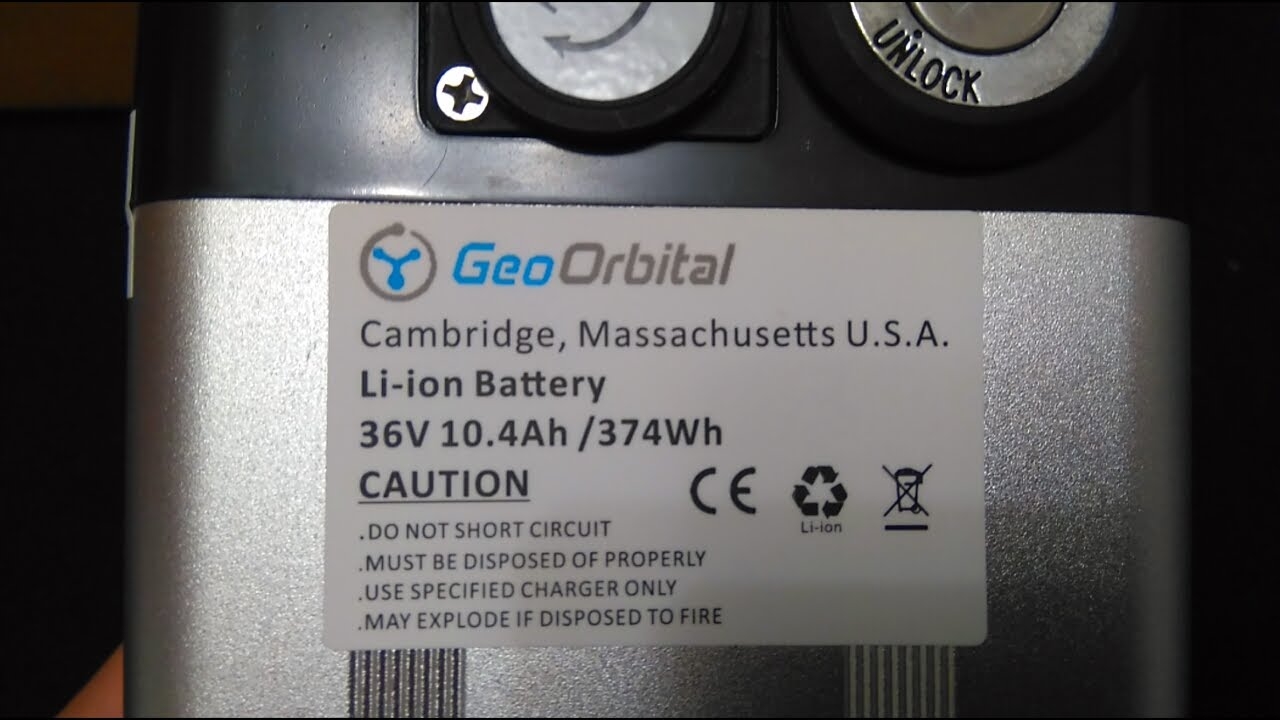 UNLOCK
GeoOrbital
Cambridge, Massachusetts U.S.A.
Li-ion Battery
36V 10.4Ah /374Wh
CAUTION
CE
Li-ion
.DO NOT SHORT CIRCUIT
.MUST BE DISPOSED OF PROPERLY
.USE SPECIFIED CHARGER ONLY
.MAY EXPLODE IF DISPOSED TO FIRE